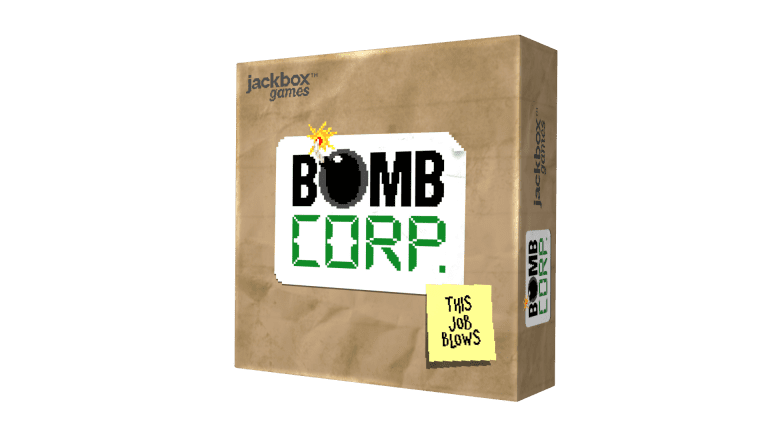 jackbox™
games
BOMB
CORP.
THIS
JOB
BLOWS
jackbox™
games
BOMB
CORP.